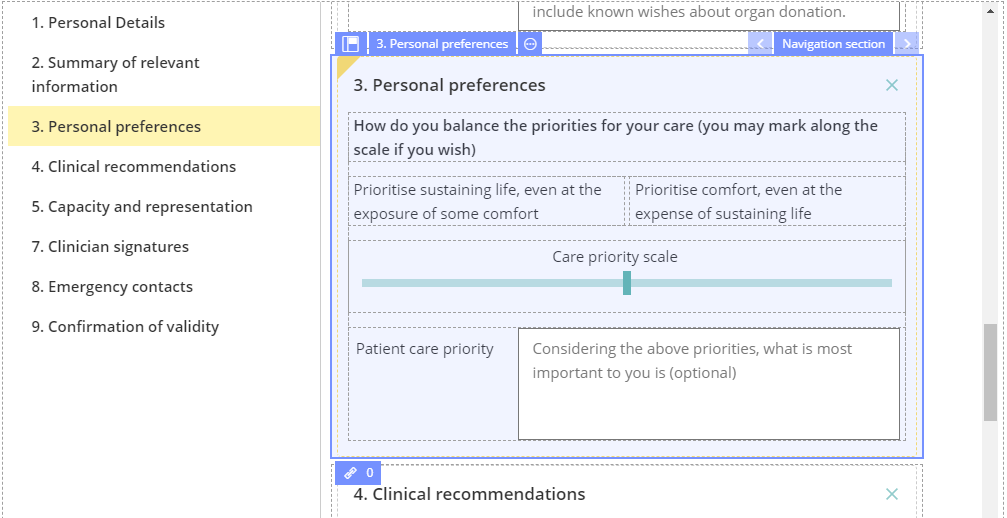 1. Personal Details
2. Summary of relevant
information
3. Personal preferences
4. Clinical recommendations
5. Capacity and representation
7. Clinician signatures
8. Emergency contacts
9. Confirmation of validity
include known wishes about organ donation.
3. Personal preferences
Navigation section
3. Personal preferences
How do you balance the priorities for your care (you may mark along the
scale if you wish)
Prioritise sustaining life, even at the
exposure of some comfort
Prioritise comfort, even at the
expense of sustaining life
Care priority scale
Patient care priority
Considering the above priorities, what is most
important to you is (optional)
0
4. Clinical recommendations